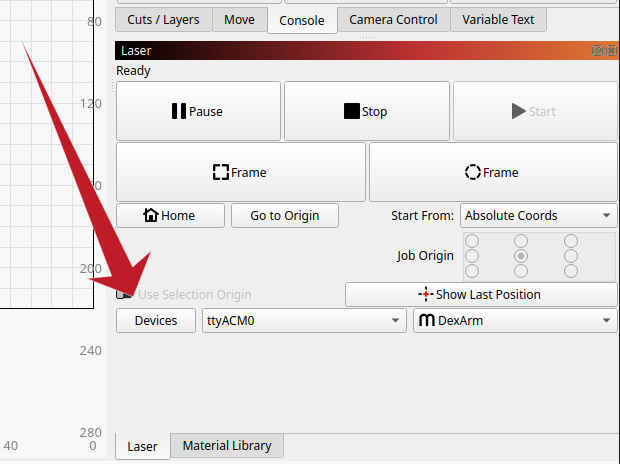 80
Cuts / Layers Move Console Camera Control Variable Text
Laser
Ready
120
Pause Stop Start
Frame Frame
Home Go to Origin Start From: Absolute Coords
Job Origin
200
Use Selection Origin Show Last Position
Devices ttyACM0 DexArm
240
280
40 0
Laser Material Library